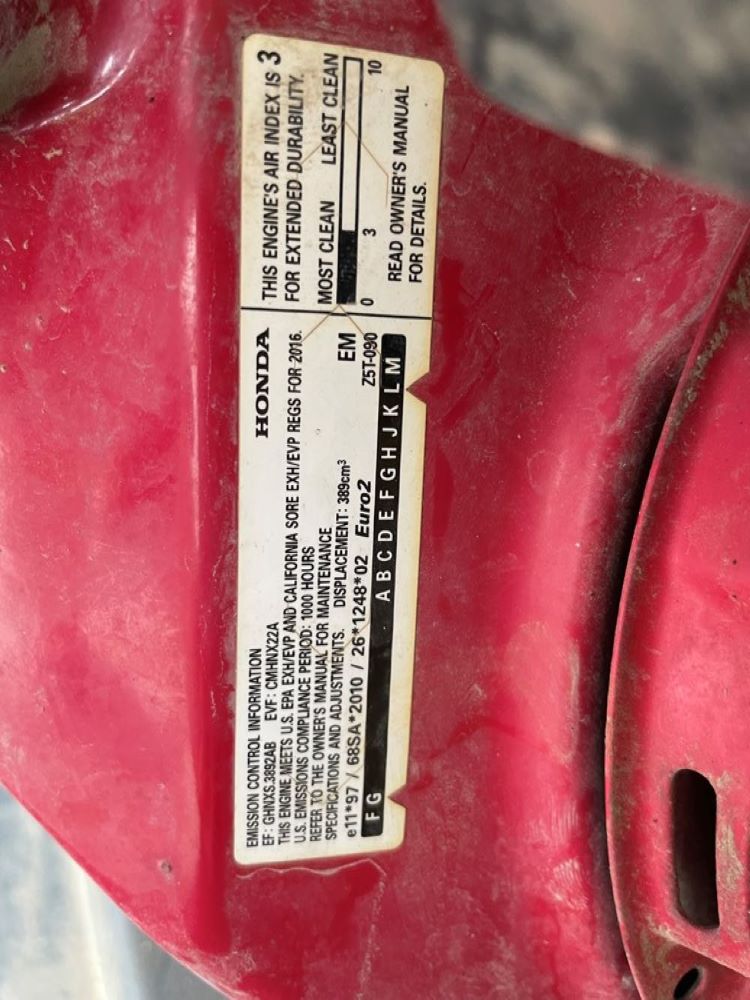 EMISSION CONTROL INFORMATION
HONDA
EF: GHNXS.3892AB EVF: CMHNX22A
THIS ENGINE MEETS U.S. EPA EXH/EVP AND CALIFORNIA SORE EXH/EVP REGS FOR 2016.
U.S. EMISSIONS COMPLIANCE PERIOD: 1000 HOURS
REFER TO THE OWNER'S MANUAL FOR MAINTENANCE
SPECIFICATIONS AND ADJUSTMENTS. DISPLACEMENT: 389cm³
EM
e11*97 / 68SA*2010 / 26*1248*02 Euro2
Z5T-090
F G A B C D E F G H J K L M
THIS ENGINE'S AIR INDEX IS 3
FOR EXTENDED DURABILITY.
MOST CLEAN LEAST CLEAN
0 3 10
READ OWNER'S MANUAL
FOR DETAILS.